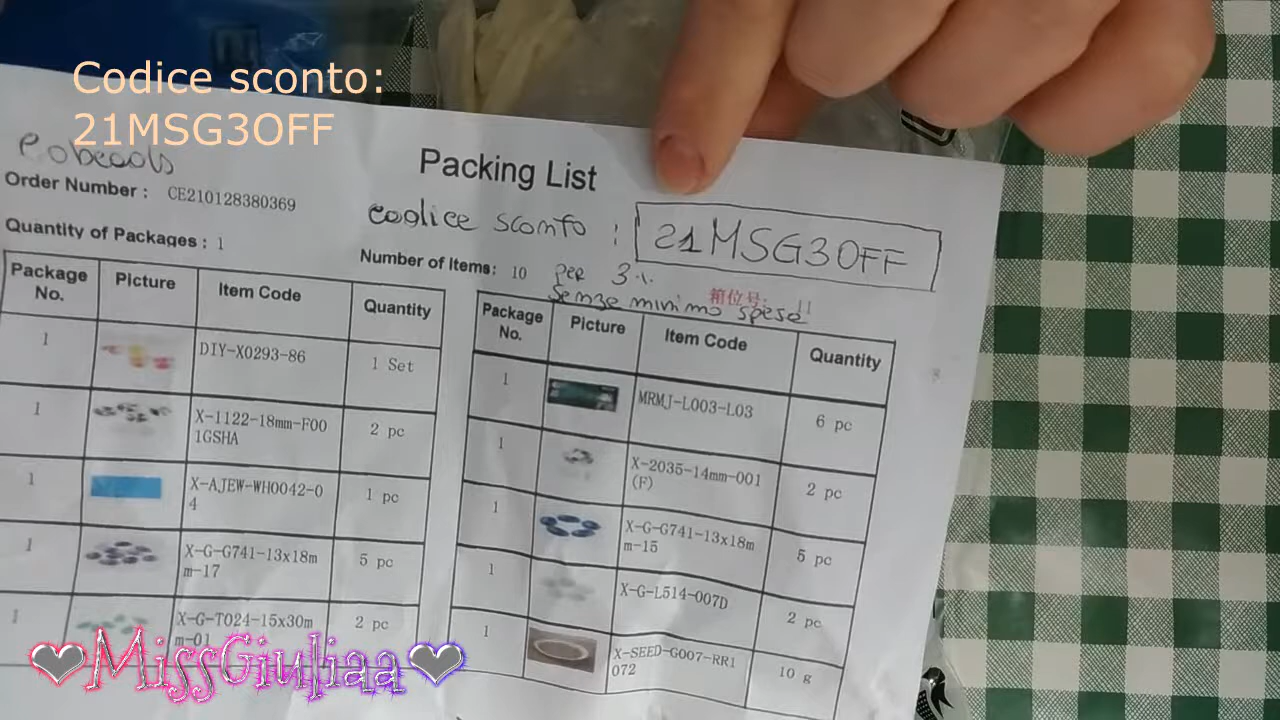 Codice sconto:
21MSG3OFF
Packing List
Order Number : CE210128380369
codice sconto : 21MSG3OFF
Quantity of Packages : 1
Number of Items: 10
per 3%
senza minimo spesa!!
箱位号:
Package No. Picture Item Code Quantity
1 DIY-X0293-86 1 Set
1 X-1122-18mm-F00
1GSHA 2 pc
1 X-AJEW-WH0042-0
4 1 pc
1 X-G-G741-13x18m
m-17 5 pc
1 X-G-T024-15x30m
m-01 2 pc
Package No. Picture Item Code Quantity
1 MRMJ-L003-L03 6 pc
1 X-2035-14mm-001
(F) 2 pc
1 X-G-G741-13x18m
m-15 5 pc
1 X-G-L514-007D 2 pc
1 X-SEED-G007-RR1
072 10 g
MissGiuliaa